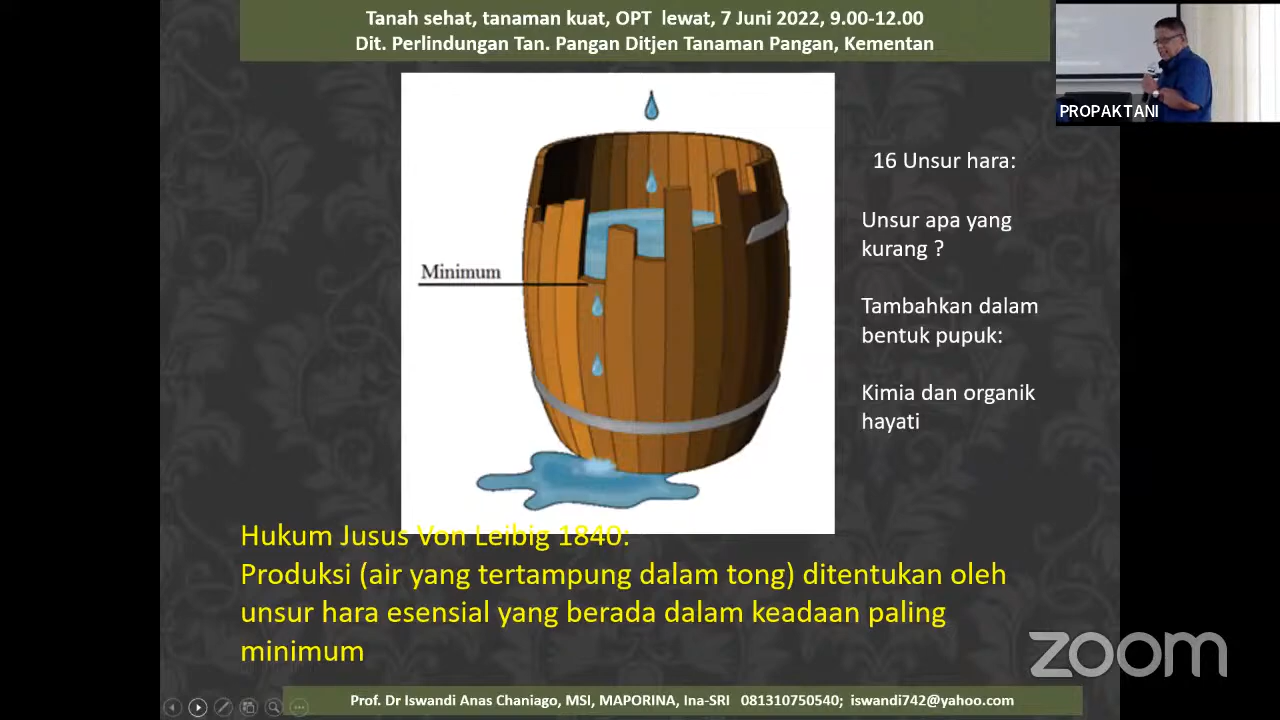 Tanah sehat, tanaman kuat, OPT lewat, 7 Juni 2022, 9.00-12.00
Dit. Perlindungan Tan. Pangan Ditjen Tanaman Pangan, Kementan
PROPAKTANI
16 Unsur hara:
Unsur apa yang
kurang ?
Tambahkan dalam
bentuk pupuk:
Kimia dan organik
hayati
Minimum
Hukum Jusus Von Leibig 1840:
Produksi (air yang tertampung dalam tong) ditentukan oleh
unsur hara esensial yang berada dalam keadaan paling
minimum
zoom
Prof. Dr Iswandi Anas Chaniago, MSI, MAPORINA, Ina-SRI 081310750540; iswandi742@yahoo.com